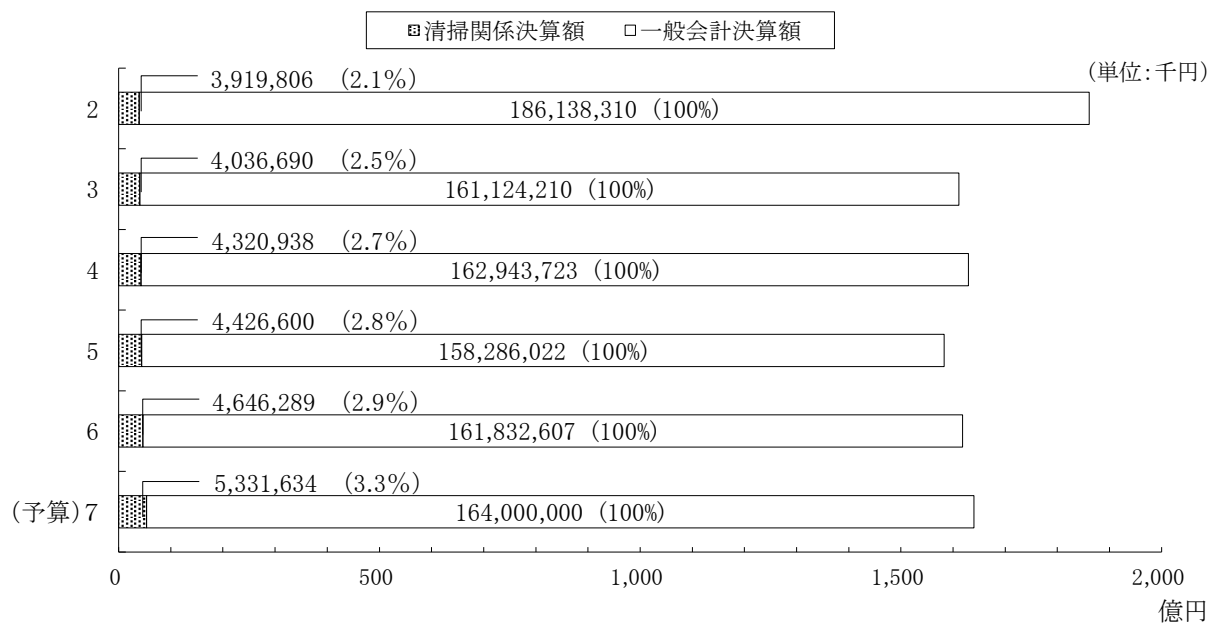 清掃関係決算額 一般会計決算額
(単位:千円)
3,919,806 (2.1%)
2 186,138,310 (100%)
4,036,690 (2.5%)
3 161,124,210 (100%)
4,320,938 (2.7%)
4 162,943,723 (100%)
4,426,600 (2.8%)
5 158,286,022 (100%)
4,646,289 (2.9%)
6 161,832,607 (100%)
5,331,634 (3.3%)
(予算)7 164,000,000 (100%)
0 500 1,000 1,500 2,000
億円